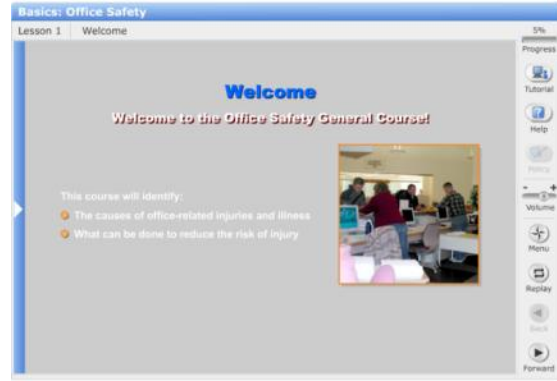 Basics: Office Safety
Lesson 1 Welcome
5%
Progress
Tutorial
Help
Policy
- +
Volume
Menu
Replay
Back
Forward
Welcome
Welcome to the Office Safety General Course!
This course will identify:
The causes of office-related injuries and illness
What can be done to reduce the risk of injury